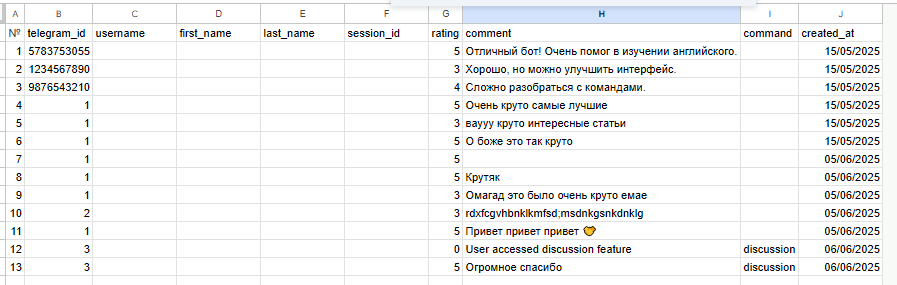 A B C D E F G H I J
№ telegram_id username first_name last_name session_id rating comment command created_at
1 5783753055 5 Отличный бот! Очень помог в изучении английского. 15/05/2025
2 1234567890 3 Хорошо, но можно улучшить интерфейс. 15/05/2025
3 9876543210 4 Сложно разобраться с командами. 15/05/2025
4 1 5 Очень круто самые лучшие 15/05/2025
5 1 3 вауу круто интересные статьи 15/05/2025
6 1 5 О боже это так круто 15/05/2025
7 1 5 05/06/2025
8 1 5 Крутяк 05/06/2025
9 1 3 Омагад это было очень круто емае 05/06/2025
10 2 3 rdxfcgvhbnklkmfsd;msdnkgsnkdnklg 05/06/2025
11 1 5 Привет привет привет 05/06/2025
12 3 0 User accessed discussion feature discussion 06/06/2025
13 3 5 Огромное спасибо discussion 06/06/2025